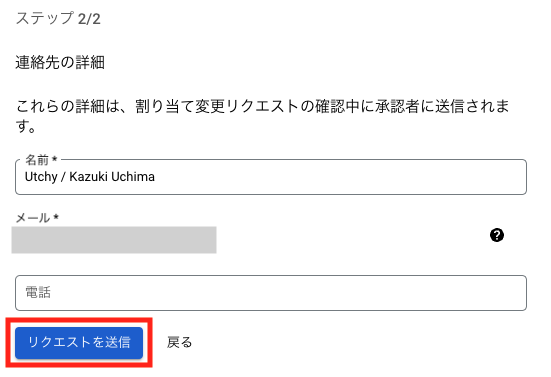 ステップ 2/2
連絡先の詳細
これらの詳細は、割り当て変更リクエストの確認中に承認者に送信されま
す。
名前 *
Utchy / Kazuki Uchima
メール *
?
電話
リクエストを送信 戻る